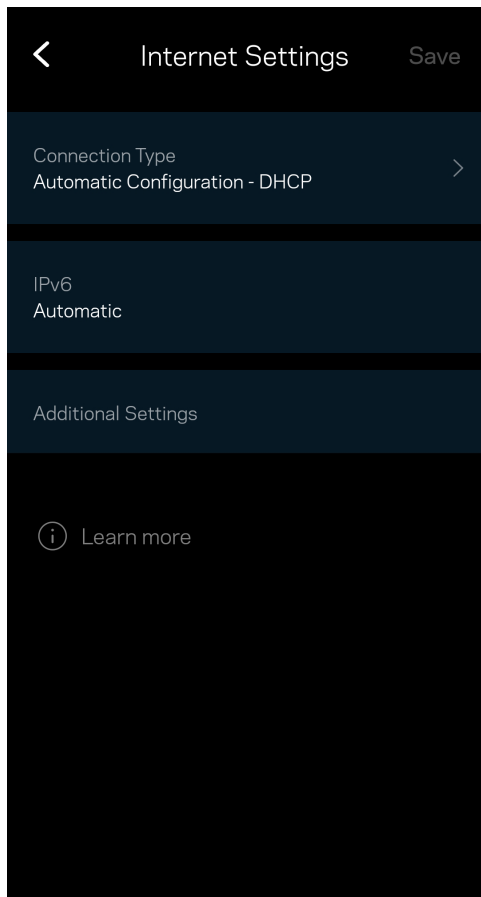 Internet Settings
Save
Connection Type
Automatic Configuration - DHCP
IPv6
Automatic
Additional Settings
Learn more